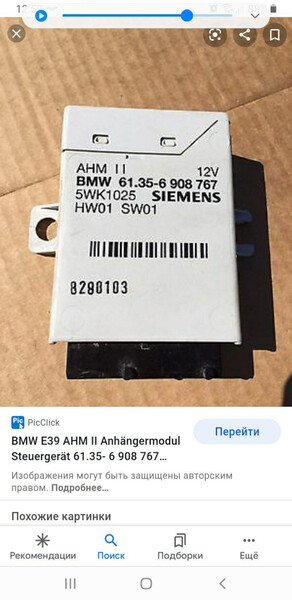 AHM II 12V
BMW 61.35-6 908 767
5WK1025 SIEMENS
HW01 SW01
8280103
PicClick
BMW E39 AHM II Anhängermodul
Steuergerät 61.35- 6 908 767...
Перейти
Изображения могут быть защищены авторским
правом. Подробнее...
Похожие картинки
Рекомендации Поиск Подборки Ещё